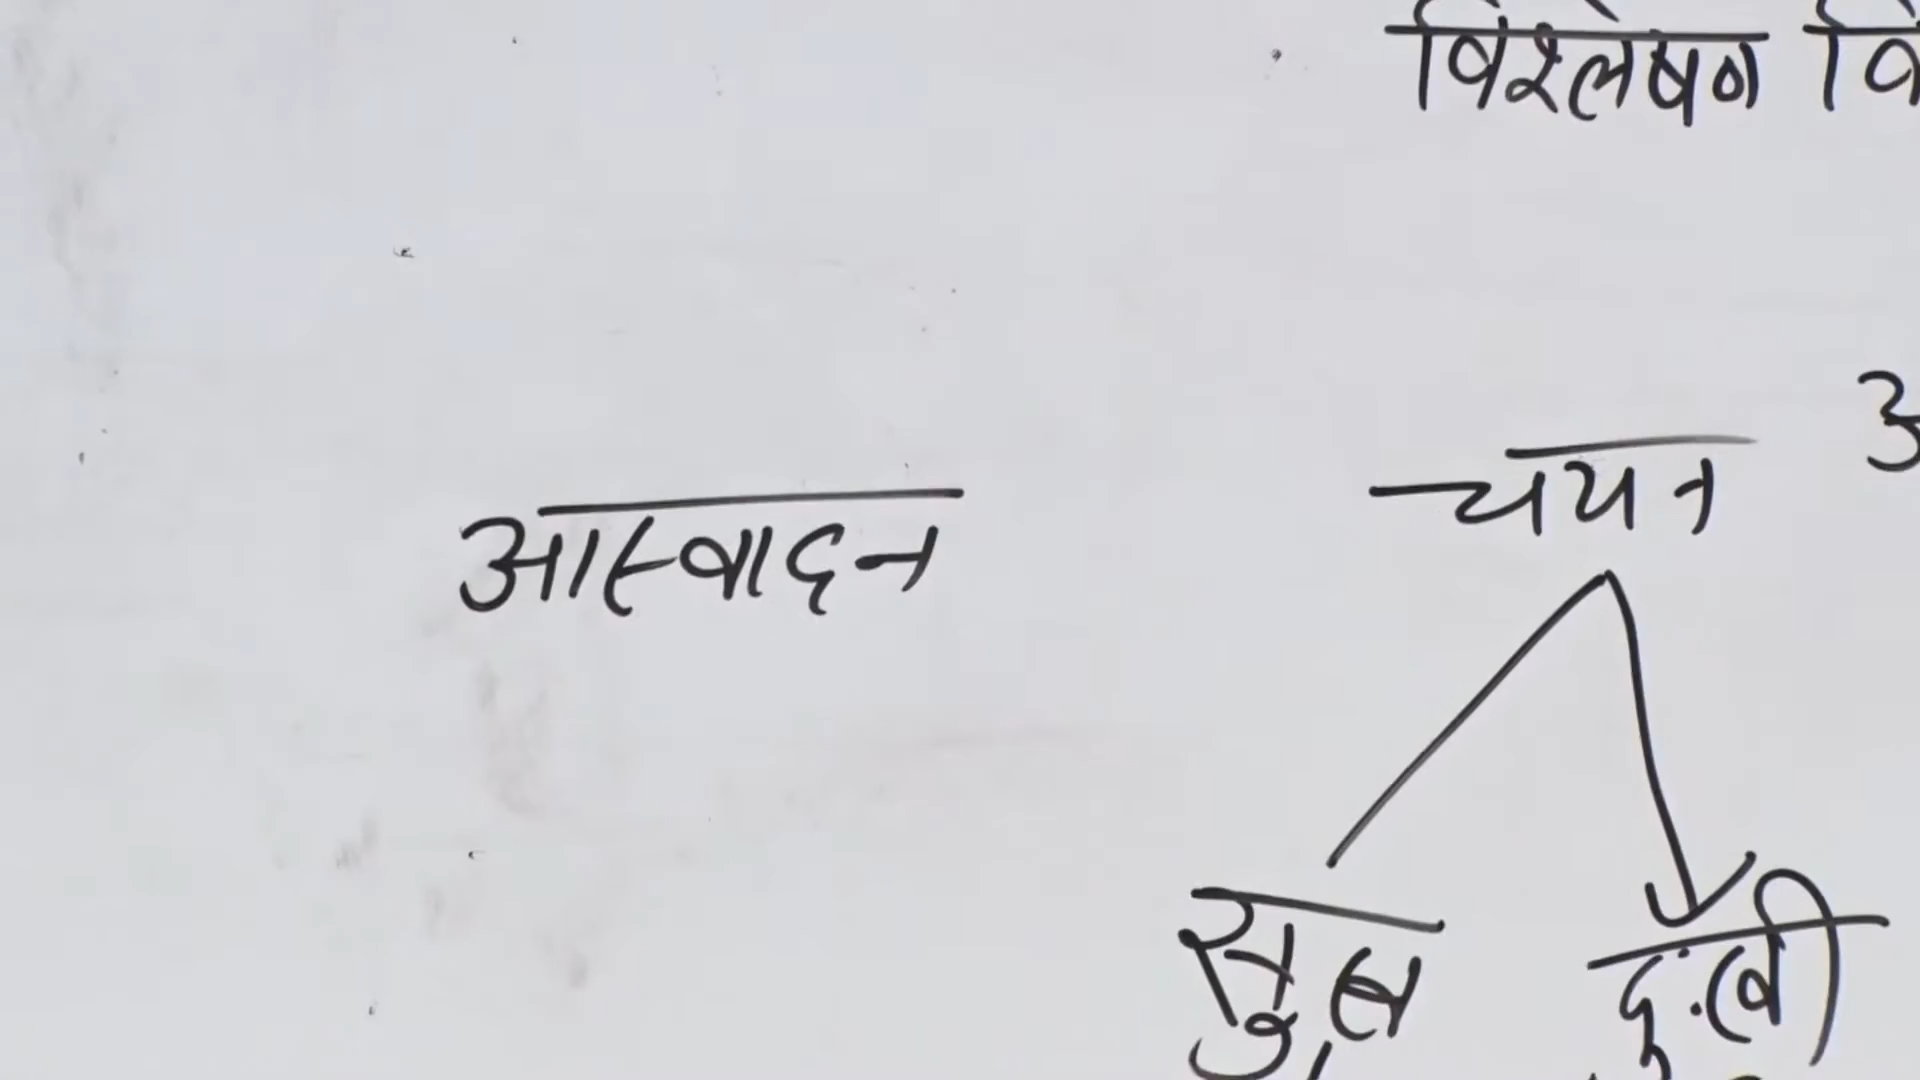 विश्लेषण वि
चयन
आस्वादन
सुख दुःखी